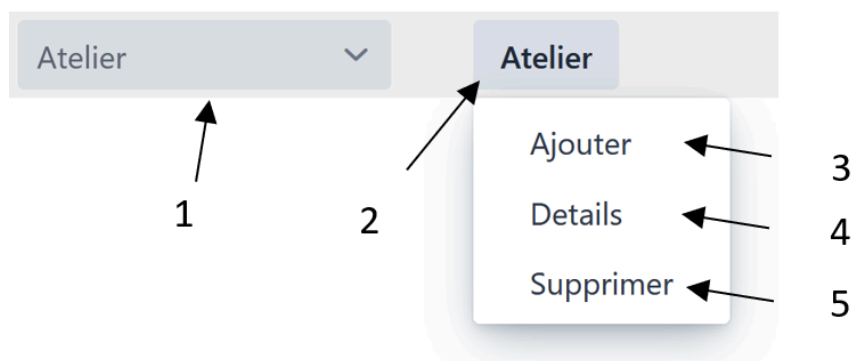 Atelier
Atelier
Ajouter
3
1
2
Details
4
Supprimer
5